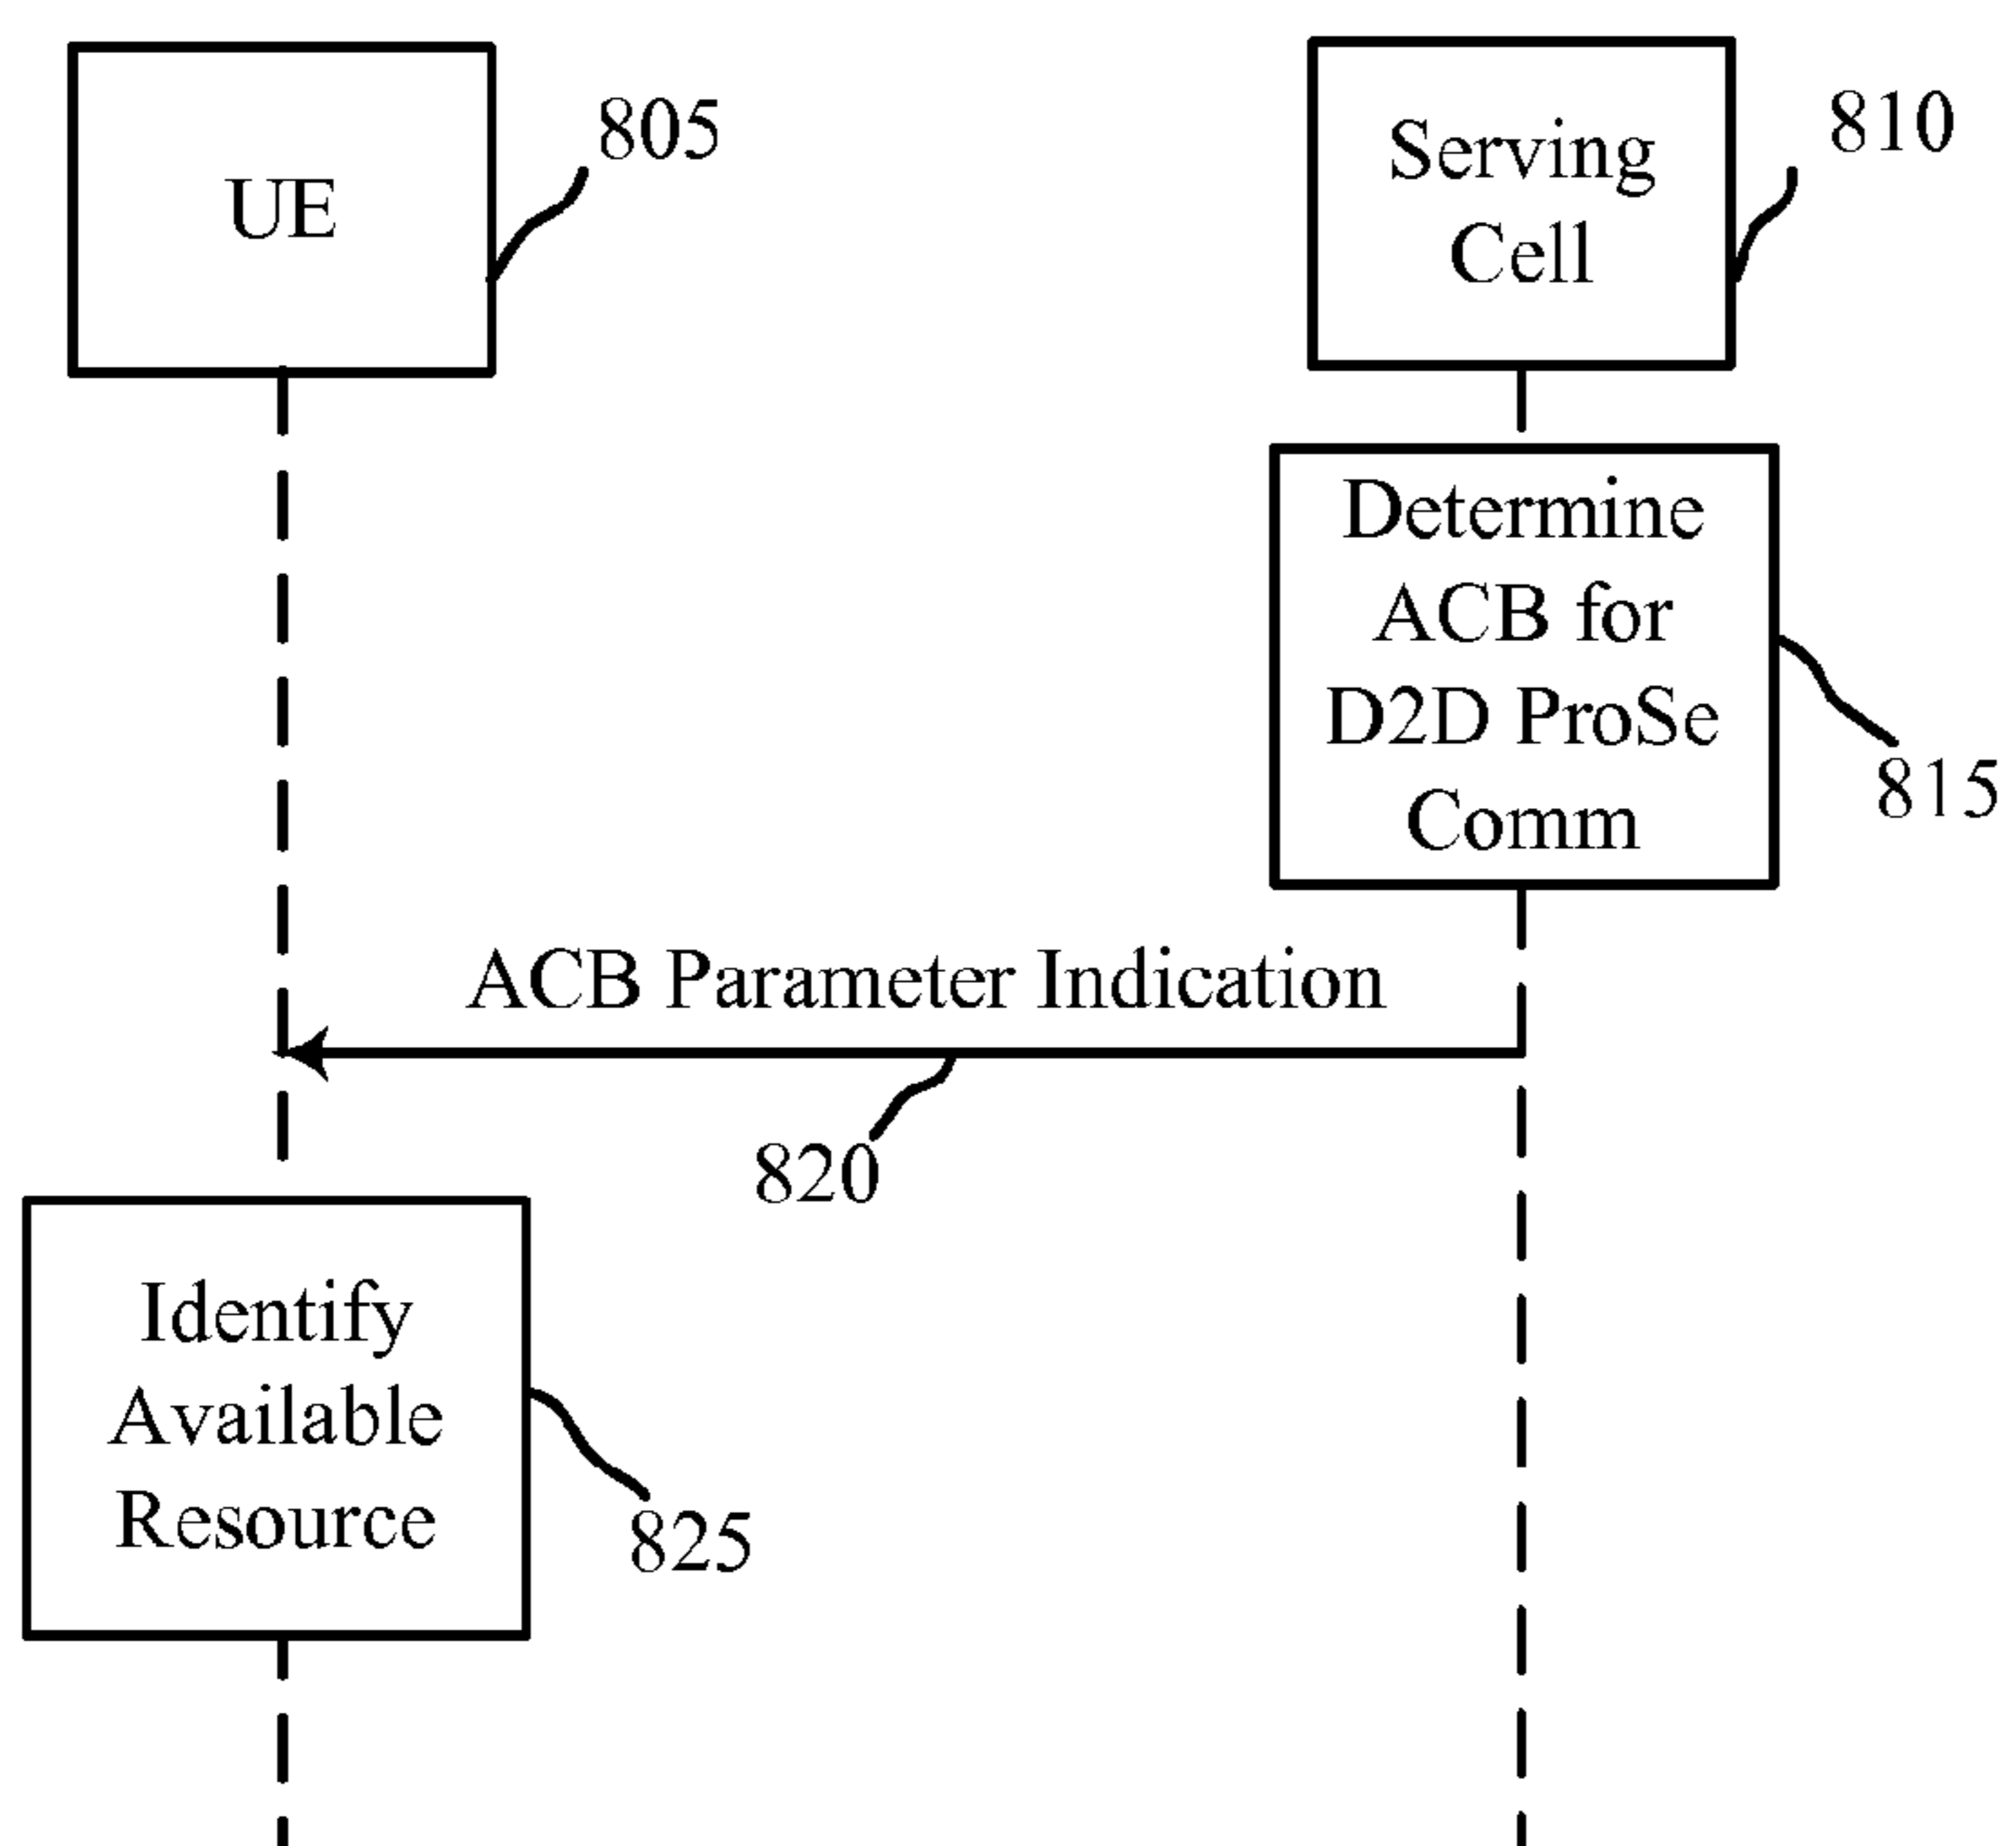 UE
805
Serving
Cell
810
Determine
ACB for
D2D ProSe
Comm
815
ACB Parameter Indication
820
Identify
Available
Resource
825